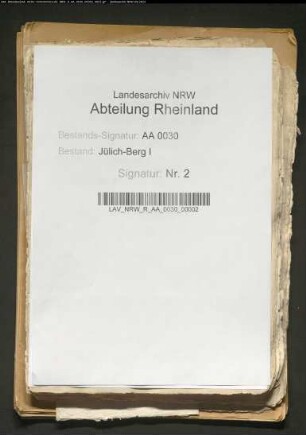 Landesarchiv NRW
Abteilung Rheinland
Bestands-Signatur: AA 0030
Bestand: Jülich-Berg I
Signatur: Nr. 2
LAV_NRW_R_AA_0030_00002